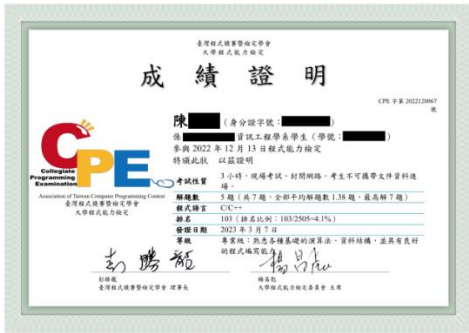 臺灣程式競賽暨檢定學會
大學程式能力檢定
成績證明
CPE 字第 2022120067
號
陳 (身分證字號：)
係 資訊工程學系學生 (學號：)
參與 2022 年 12 月 13 日程式能力檢定
特頒此狀 以茲證明
CPE
Collegiate
Programming
Examination
Association of Taiwan Computer Programming Contest
臺灣程式競賽暨檢定學會
大學程式能力檢定
考試性質 3 小時，現場考試，封閉網路，考生不可攜帶文件資料進
場。
解題數 5 題 (共 7 題，全部平均解題數 1.38 題，最高解 7 題)
程式語言 C/C++
排名 103 (排名比例：103/2505=4.1%)
發證日期 2023 年 3 月 7 日
等級 專業級：熟悉各種基礎的演算法、資料結構，並具有良好
的程式編寫能力
彭勝龍
臺灣程式競賽暨檢定學會 理事長
楊昌彪
大學程式能力檢定委員會 主席